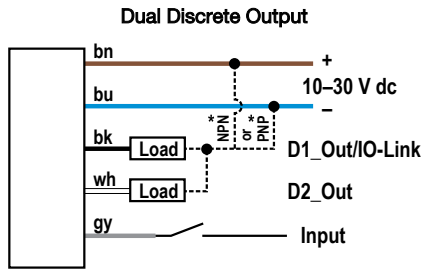 Dual Discrete Output
bn
+
10–30 V dc
bu
–
NPN*
or
PNP*
bk
Load
D1_Out/IO-Link
wh
Load
D2_Out
gy
Input